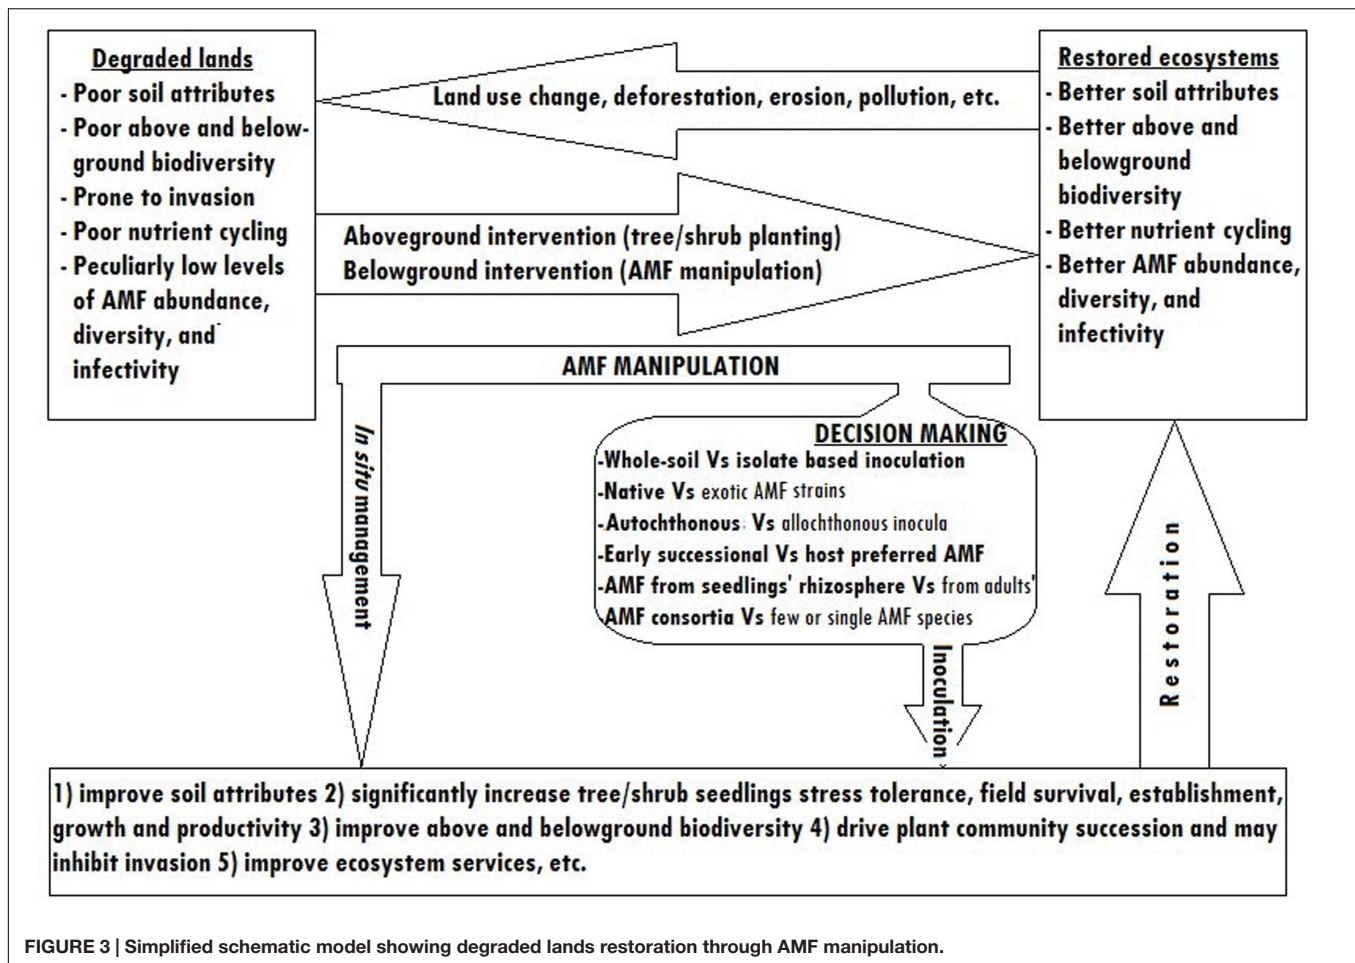 Degraded lands
- Poor soil attributes
- Poor above and below-
ground biodiversity
- Prone to invasion
- Poor nutrient cycling
- Peculiarly low levels
of AMF abundance,
diversity, and
infectivity
Land use change, deforestation, erosion, pollution, etc.
Aboveground intervention (tree/shrub planting)
Belowground intervention (AMF manipulation)
Restored ecosystems
- Better soil attributes
- Better above and
belowground
biodiversity
- Better nutrient cycling
- Better AMF abundance,
diversity, and
infectivity
AMF MANIPULATION
In situ management
DECISION MAKING
-Whole-soil Vs isolate based inoculation
-Native Vs exotic AMF strains
-Autochthonous Vs allochthonous inocula
-Early successional Vs host preferred AMF
-AMF from seedlings' rhizosphere Vs from adults'
-AMF consortia Vs few or single AMF species
Inoculation
Restoration
1) improve soil attributes 2) significantly increase tree/shrub seedlings stress tolerance, field survival, establishment,
growth and productivity 3) improve above and belowground biodiversity 4) drive plant community succession and may
inhibit invasion 5) improve ecosystem services, etc.
FIGURE 3 | Simplified schematic model showing degraded lands restoration through AMF manipulation.